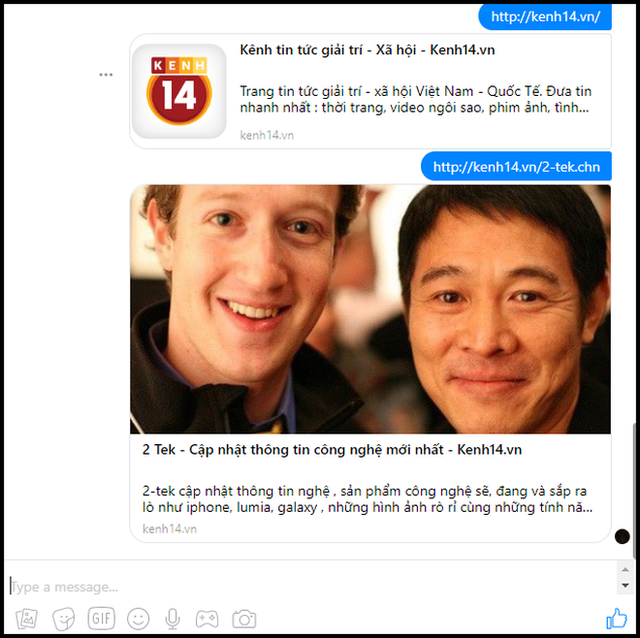 http://kenh14.vn/
KENH
14
Kênh tin tức giải trí - Xã hội - Kenh14.vn
Trang tin tức giải trí - xã hội Việt Nam - Quốc Tế. Đưa tin
nhanh nhất : thời trang, video ngôi sao, phim ảnh, tình...
kenh14.vn
http://kenh14.vn/2-tek.chn
2 Tek - Cập nhật thông tin công nghệ mới nhất - Kenh14.vn
2-tek cập nhật thông tin nghệ , sản phẩm công nghệ sẽ, đang và sắp ra
lò như iphone, lumia, galaxy , những hình ảnh rò rỉ cùng những tính nă...
kenh14.vn
Type a message...
GIF